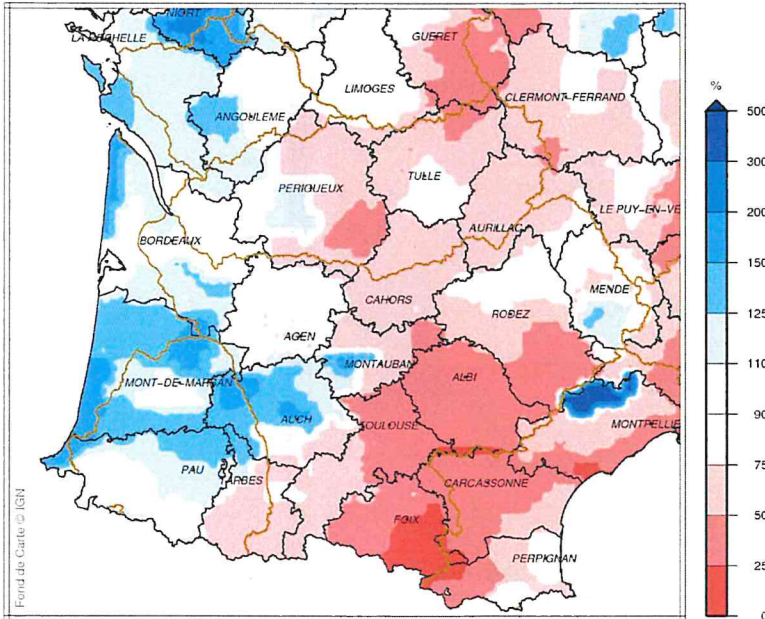 NIORT
LA ROCHELLE
GUERET
LIMOGES
CLERMONT-FERRAND
ANGOULEME
PERIGUEUX
TULLE
LE PUY-EN-VE
AURILLAC
BORDEAUX
MENDE
CAHORS
RODEZ
AGEN
MONTAUBAN
MONT-DE-MARSAN
ALBI
AUCH
TOULOUSE
MONTPELLIE
PAU
TARBES
CARCASSONNE
FOIX
PERPIGNAN
Fond de Carte © IGN
%
500
300
200
150
125
110
90
75
50
25
0